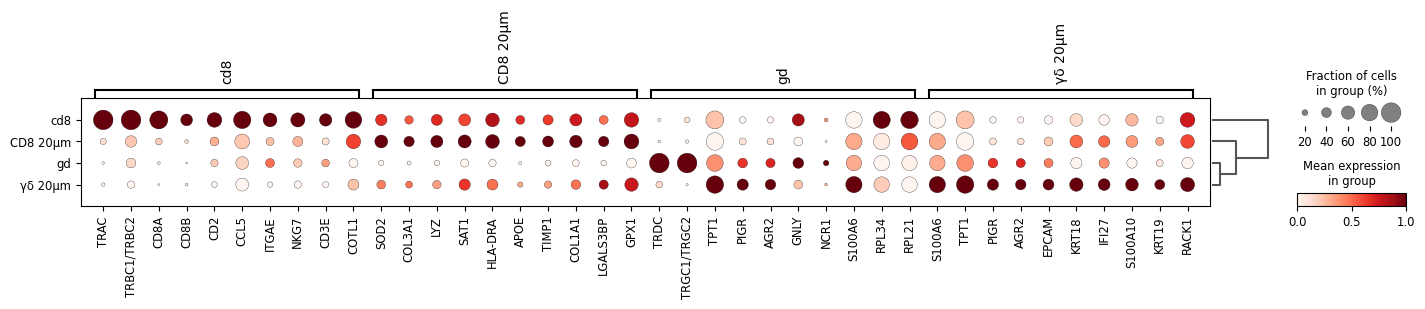 cd8
CD8 20μm
gd
γδ 20μm
cd8
CD8 20μm
gd
γδ 20μm
TRAC
TRBC1/TRBC2
CD8A
CD8B
CD2
CCL5
ITGAE
NKG7
CD3E
COTL1
SOD2
COL3A1
LYZ
SAT1
HLA-DRA
APOE
TIMP1
COL1A1
LGALS3BP
GPX1
TRDC
TRGC1/TRGC2
TPT1
PIGR
AGR2
GNLY
NCR1
S100A6
RPL34
RPL21
S100A6
TPT1
PIGR
AGR2
EPCAM
KRT18
IFI27
S100A10
KRT19
RACK1
Fraction of cells
in group (%)
20 40 60 80 100
Mean expression
in group
0.0 0.5 1.0